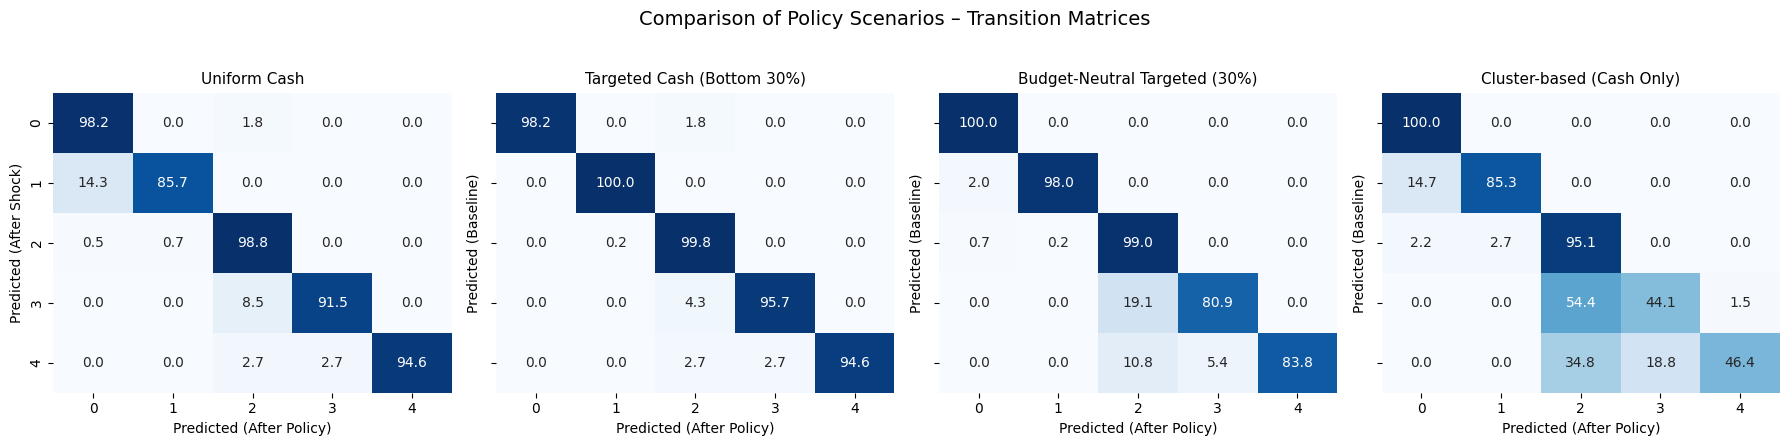 Comparison of Policy Scenarios – Transition Matrices
Uniform Cash
Predicted (After Shock)
0
98.2 0.0 1.8 0.0 0.0
1
14.3 85.7 0.0 0.0 0.0
2
0.5 0.7 98.8 0.0 0.0
3
0.0 0.0 8.5 91.5 0.0
4
0.0 0.0 2.7 2.7 94.6
0 1 2 3 4
Predicted (After Policy)
Targeted Cash (Bottom 30%)
Predicted (Baseline)
98.2 0.0 1.8 0.0 0.0
0.0 100.0 0.0 0.0 0.0
0.0 0.2 99.8 0.0 0.0
0.0 0.0 4.3 95.7 0.0
0.0 0.0 2.7 2.7 94.6
0 1 2 3 4
Predicted (After Policy)
Budget-Neutral Targeted (30%)
Predicted (Baseline)
100.0 0.0 0.0 0.0 0.0
2.0 98.0 0.0 0.0 0.0
0.7 0.2 99.0 0.0 0.0
0.0 0.0 19.1 80.9 0.0
0.0 0.0 10.8 5.4 83.8
0 1 2 3 4
Predicted (After Policy)
Cluster-based (Cash Only)
Predicted (Baseline)
100.0 0.0 0.0 0.0 0.0
14.7 85.3 0.0 0.0 0.0
2.2 2.7 95.1 0.0 0.0
0.0 0.0 54.4 44.1 1.5
0.0 0.0 34.8 18.8 46.4
0 1 2 3 4
Predicted (After Policy)